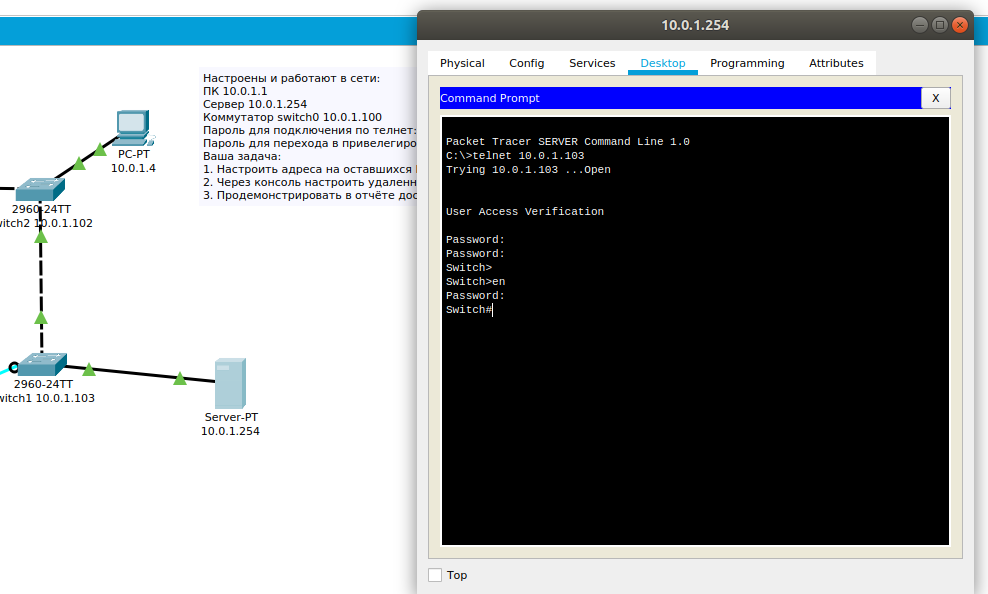 10.0.1.254
Physical Config Services Desktop Programming Attributes
Command Prompt X
Packet Tracer SERVER Command Line 1.0
C:\>telnet 10.0.1.103
Trying 10.0.1.103 ...Open
User Access Verification
Password:
Password:
Switch>
Switch>en
Password:
Switch#
Top
Настроены и работают в сети:
ПК 10.0.1.1
Сервер 10.0.1.254
Коммутатор switch0 10.0.1.100
Пароль для подключения по телнет:
Пароль для перехода в привелегиро
Ваша задача:
1. Настроить адреса на оставшихся
2. Через консоль настроить удаленн
3. Продемонстрировать в отчёте дос
PC-PT
10.0.1.4
2960-24TT
witch2 10.0.1.102
2960-24TT
witch1 10.0.1.103
Server-PT
10.0.1.254